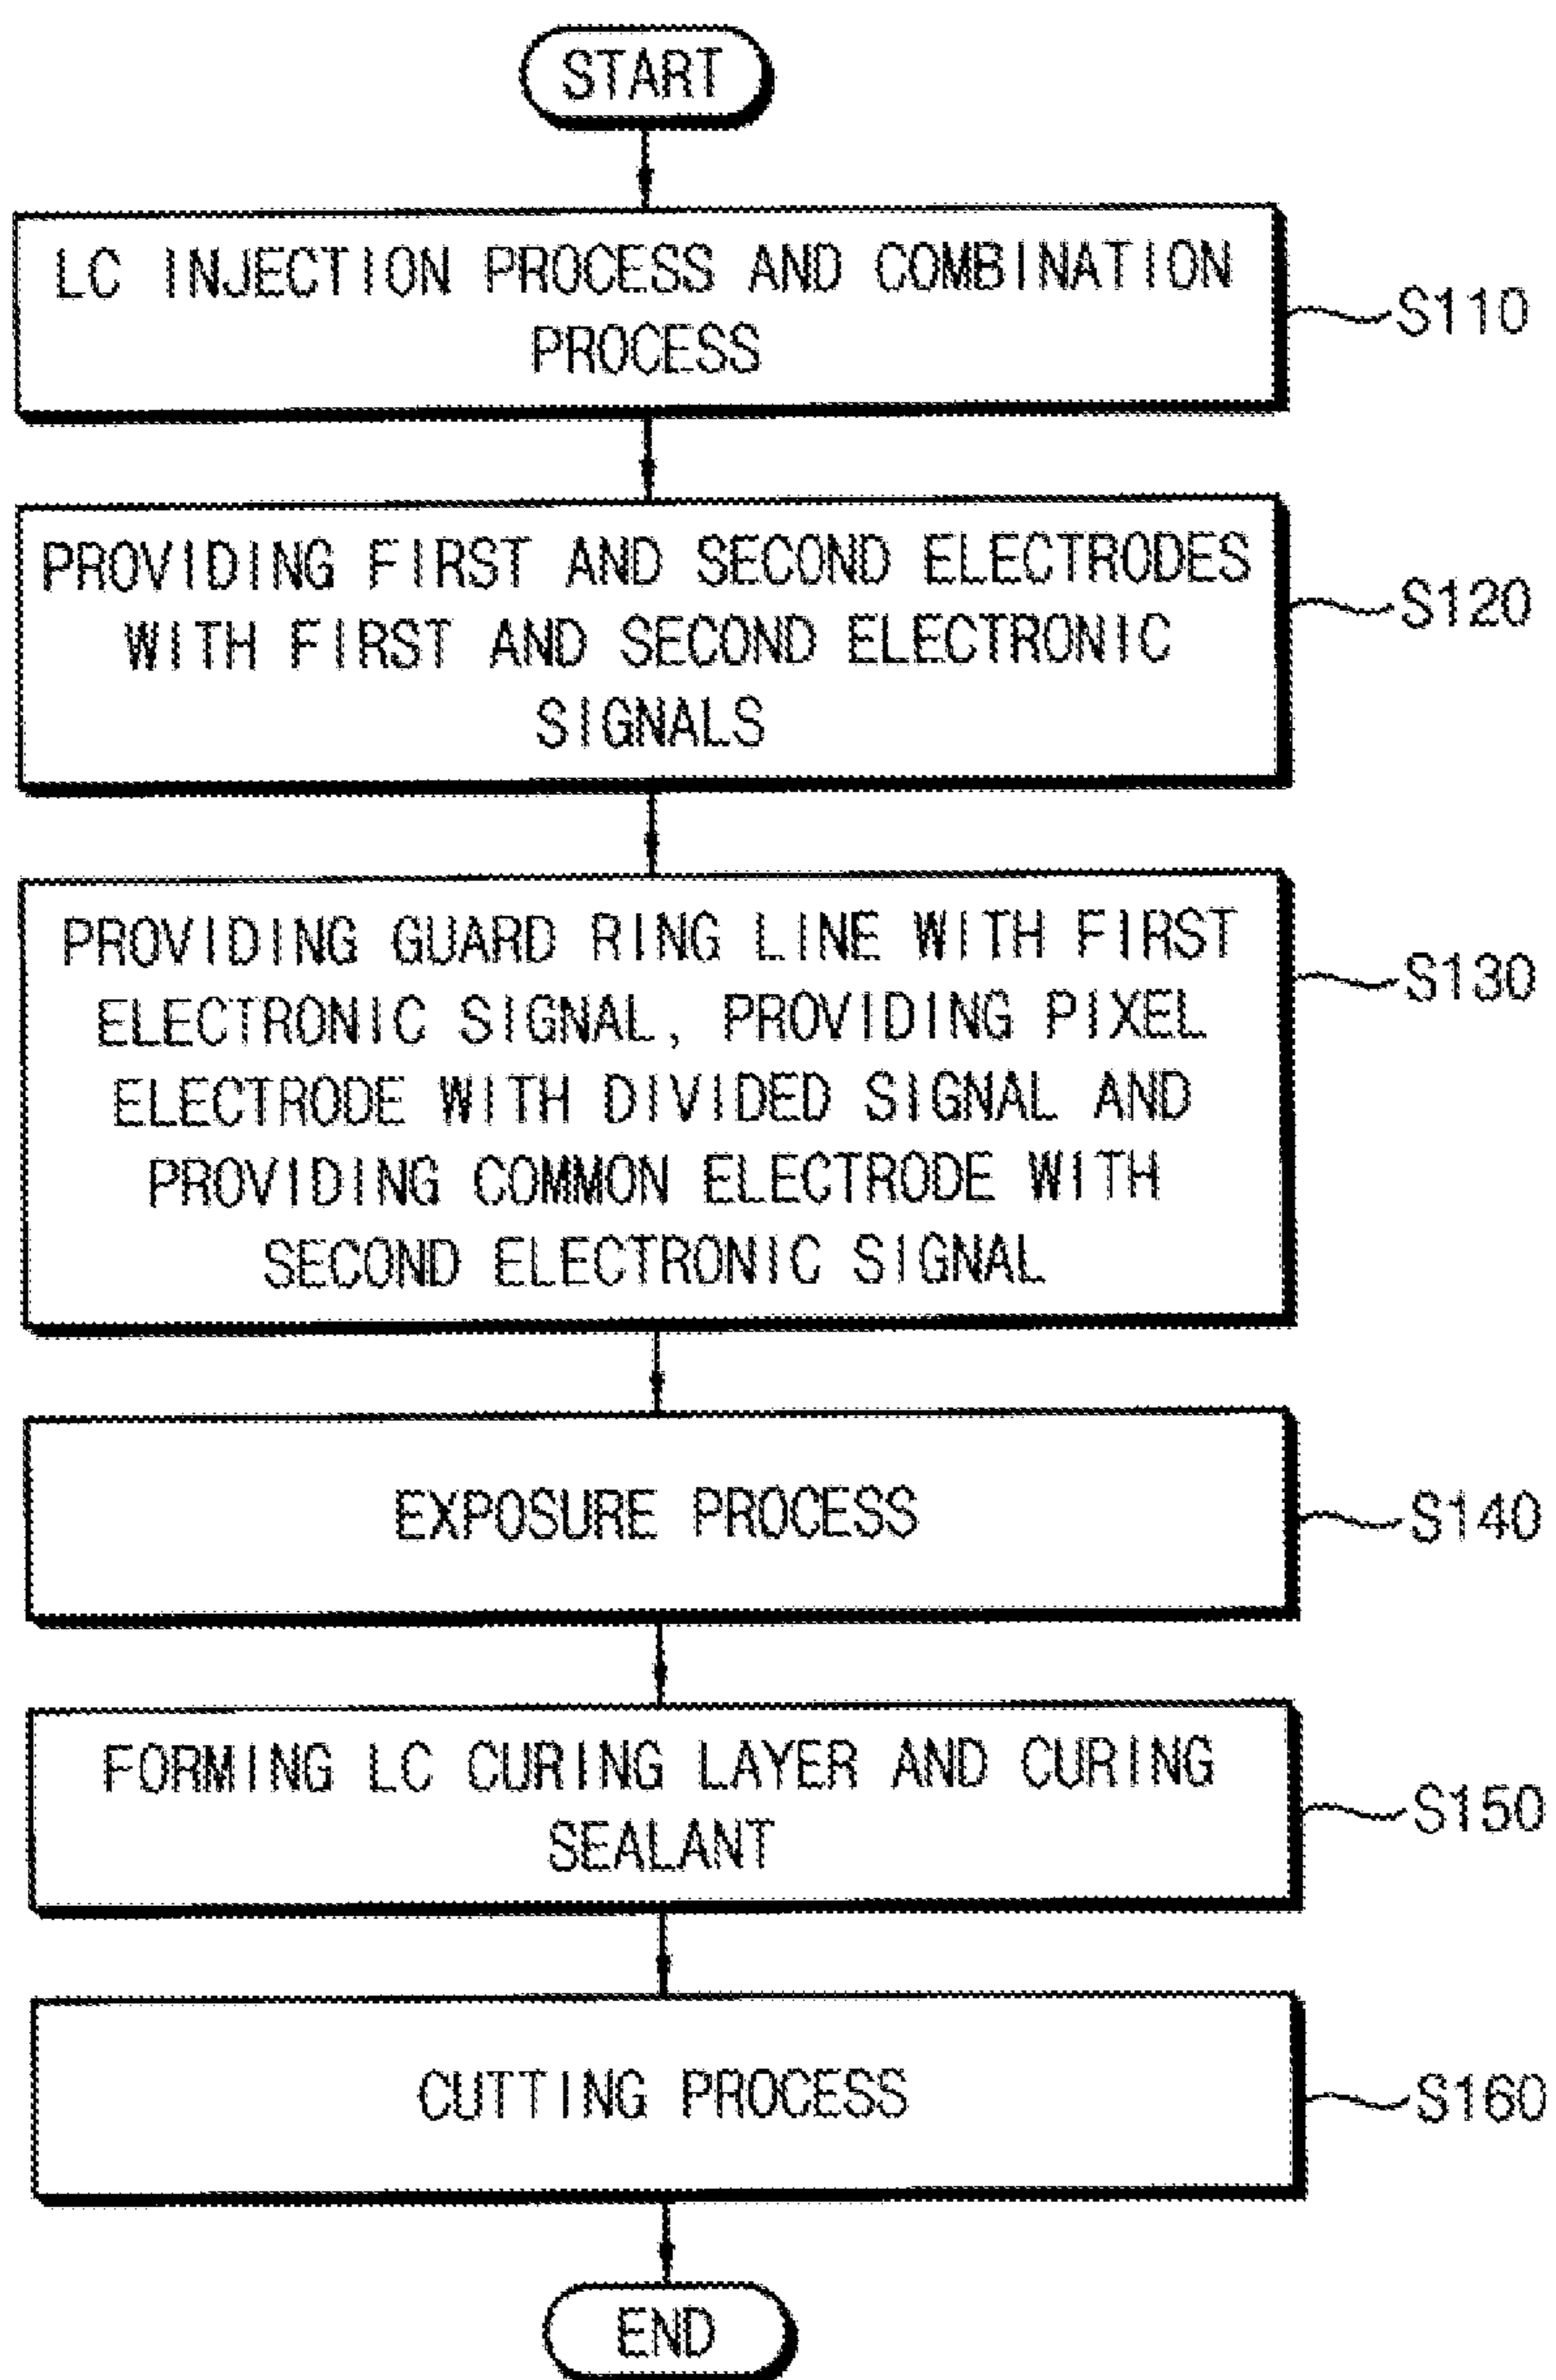 START
LC INJECTION PROCESS AND COMBINATION
PROCESS
S110
PROVIDING FIRST AND SECOND ELECTRODES
WITH FIRST AND SECOND ELECTRONIC
SIGNALS
S120
PROVIDING GUARD RING LINE WITH FIRST
ELECTRONIC SIGNAL, PROVIDING PIXEL
ELECTRODE WITH DIVIDED SIGNAL AND
PROVIDING COMMON ELECTRODE WITH
SECOND ELECTRONIC SIGNAL
S130
EXPOSURE PROCESS
S140
FORMING LC CURING LAYER AND CURING
SEALANT
S150
CUTTING PROCESS
S160
END